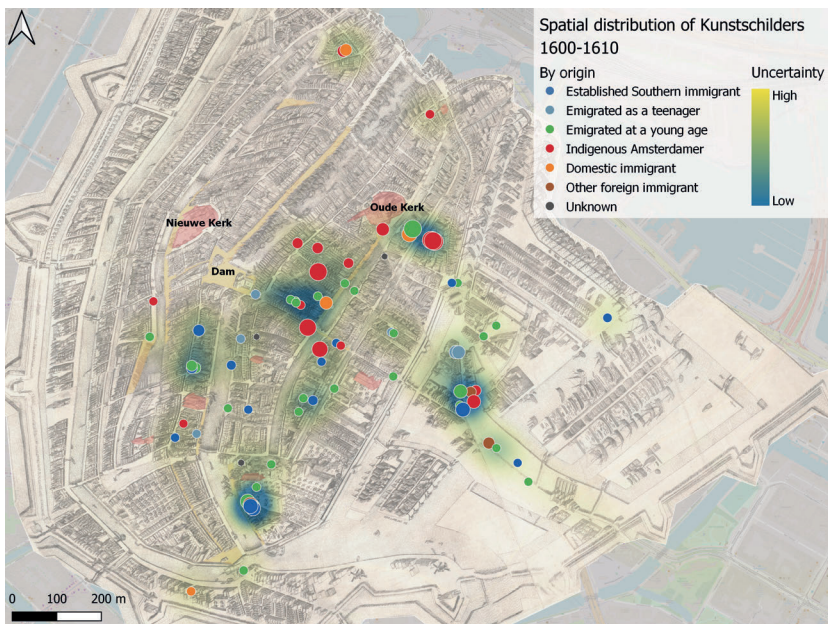 Spatial distribution of Kunstschilders
1600-1610
By origin
Established Southern immigrant
Emigrated as a teenager
Emigrated at a young age
Indigenous Amsterdamer
Domestic immigrant
Other foreign immigrant
Unknown
Uncertainty
High
Low
Oude Kerk
Nieuwe Kerk
Dam
0 100 200 m